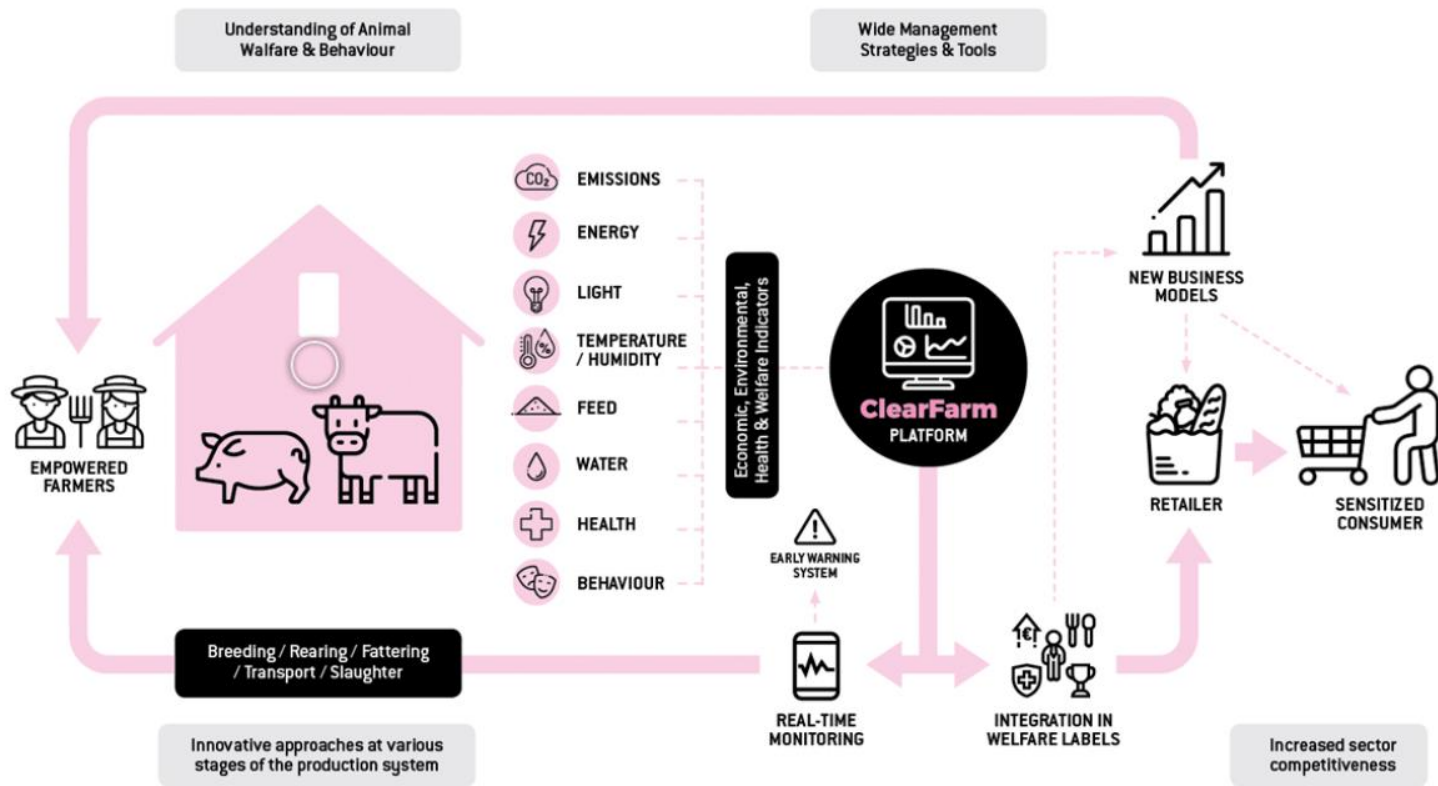 Understanding of Animal
Walfare & Behaviour
Wide Management
Strategies & Tools
CO₂
EMISSIONS
ENERGY
LIGHT
%
TEMPERATURE
/ HUMIDITY
FEED
WATER
HEALTH
BEHAVIOUR
EMPOWERED
FARMERS
Economic, Environmental,
Health & Welfare Indicators
ClearFarm
PLATFORM
NEW BUSINESS
MODELS
RETAILER
SENSITIZED
CONSUMER
EARLY WARNING
SYSTEM
Breeding / Rearing / Fattering
/ Transport / Slaughter
€
REAL-TIME
MONITORING
INTEGRATION IN
WELFARE LABELS
Innovative approaches at various
stages of the production system
Increased sector
competitiveness